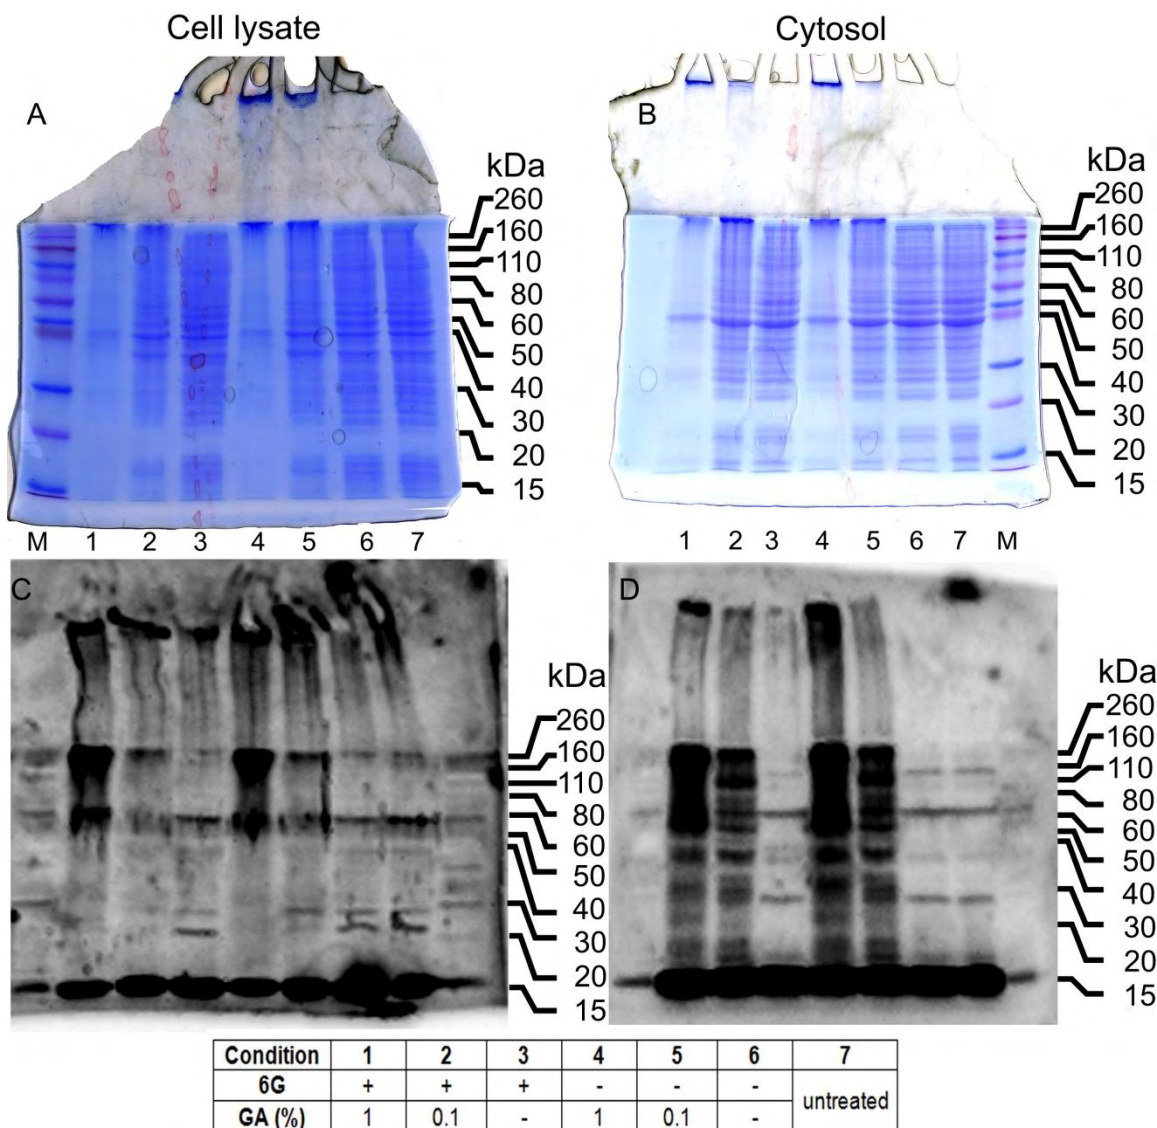 Cell lysate
Cytosol
A
B
kDa
260
160
110
80
60
50
40
30
20
15
kDa
260
160
110
80
60
50
40
30
20
15
M 1 2 3 4 5 6 7
1 2 3 4 5 6 7 M
C
D
kDa
260
160
110
80
60
50
40
30
20
15
kDa
260
160
110
80
60
50
40
30
20
15
Condition 1 2 3 4 5 6 7
6G + + + - - - untreated
GA (%) 1 0.1 - 1 0.1 -